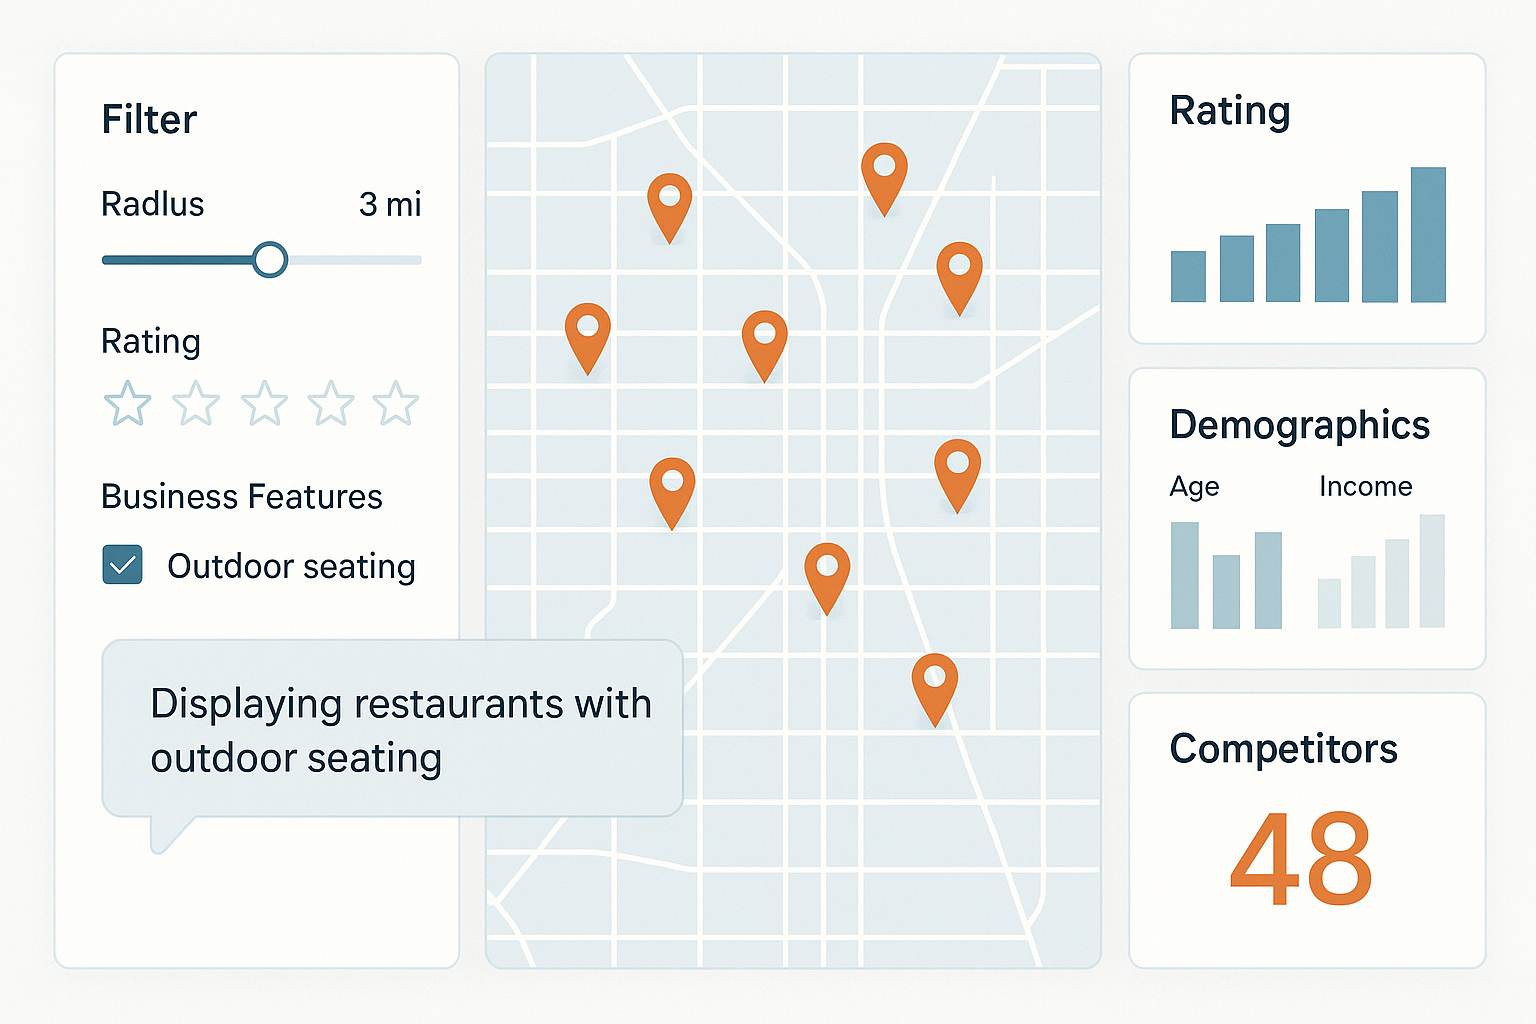 Filter
Radlus 3 mi
Rating
Business Features
Outdoor seating
Displaying restaurants with
outdoor seating
Rating
Demographics
Age Income
Competitors
48